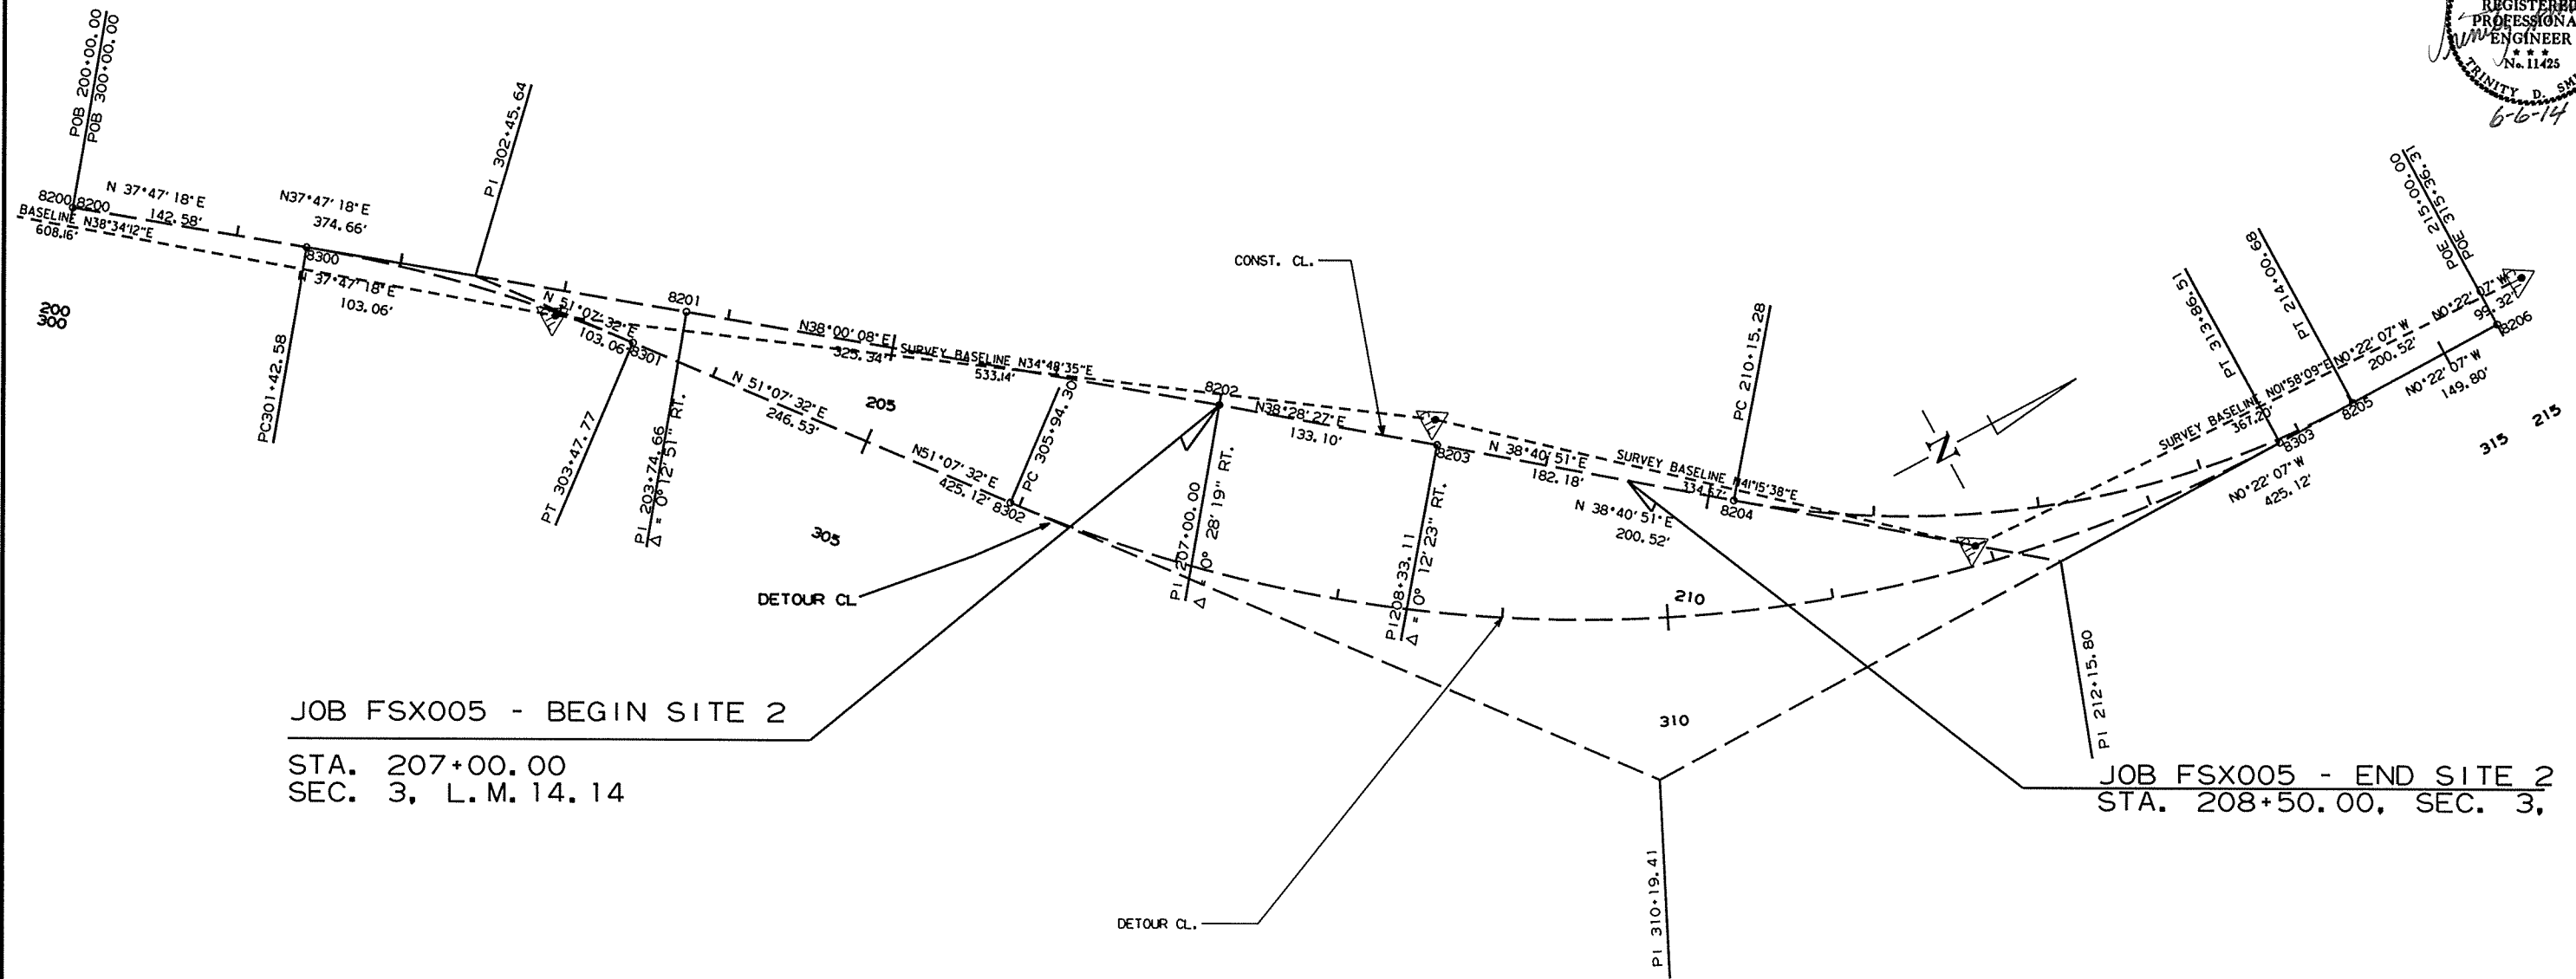 POB 200+00.00
POB 300+00.00
8200 8200
N 37°47'18"E
142.58'
BASELINE N38°34'12"E
608.16'
200
300
N37°47'18"E
374.66'
8300
N 37°47'18"E
103.06'
PC301+42.58
PI 302+45.64
N 51°07'32"E
103.06'
8301
PT 303+47.77
8201
PI 203+74.66
Δ = 0°12'51" RT.
N 51°07'32"E
246.53'
205
N38°00'08"E
325.34'
SURVEY BASELINE N34°48'35"E
533.14'
N51°07'32"E
425.12'
8302
PC 305+94.30
305
DETOUR CL
8202
PI 207+00.00
Δ = 0° 28'19" RT.
N38°28'27"E
133.10'
CONST. CL.
8203
PI208+33.11
Δ = 0° 12'23" RT.
N 38°40'51"E
182.18'
SURVEY BASELINE N41°15'38"E
334.57'
N 38°40'51"E
200.52'
8204
PC 210+15.28
210
310
DETOUR CL.
PI 310+19.41
N
PI 212+15.80
SURVEY BASELINE N01°58'09"E
367.20'
N0°22'07"W
200.52'
N0°22'07"W
99.32'
PT 313+86.51
PT 214+00.68
POE 215+00.00
POE 315+36.31
8303
8205
8206
N0°22'07"W
149.80'
N0°22'07"W
425.12'
315
215
JOB FSX005 - BEGIN SITE 2
STA. 207+00.00
SEC. 3, L.M.14.14
JOB FSX005 - END SITE 2
STA. 208+50.00, SEC. 3,
REGISTERED
PROFESSIONA
ENGINEER
★ ★ ★
No. 11425
TRINITY D. SM
6-6-14